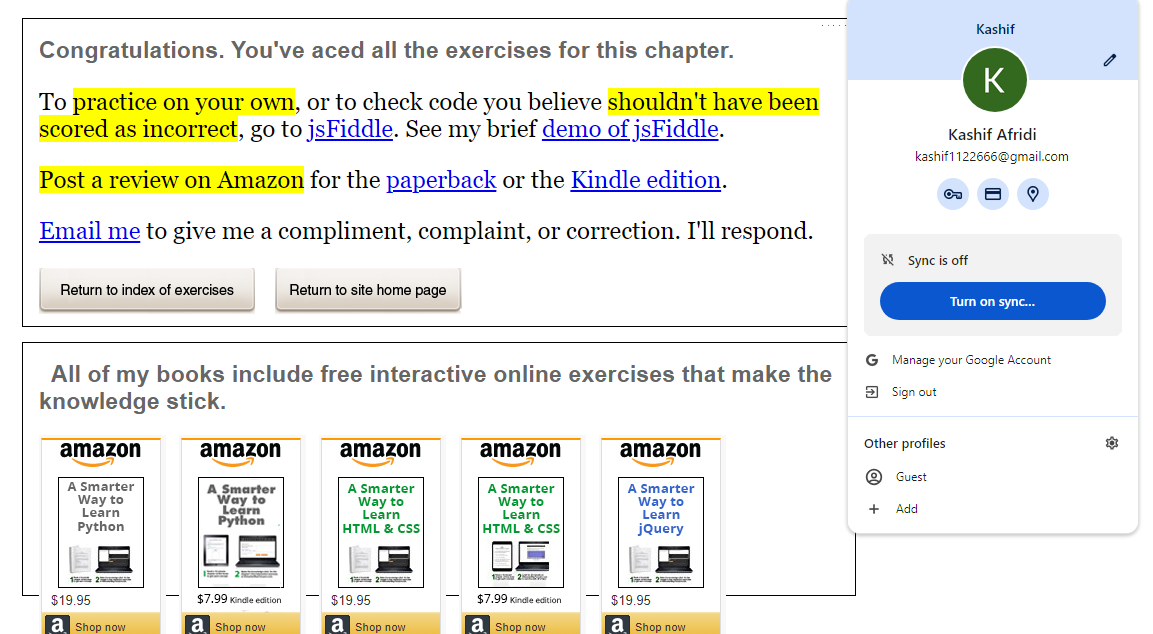 Congratulations. You've aced all the exercises for this chapter.
To practice on your own, or to check code you believe shouldn't have been
scored as incorrect, go to jsFiddle. See my brief demo of jsFiddle.
Post a review on Amazon for the paperback or the Kindle edition.
Email me to give me a compliment, complaint, or correction. I'll respond.
Return to index of exercises
Return to site home page
All of my books include free interactive online exercises that make the
knowledge stick.
amazon
A Smarter
Way to
Learn
Python
$19.95
Shop now
amazon
A Smarter
Way to
Learn
Python
$7.99 Kindle edition
Shop now
amazon
A Smarter
Way to
Learn
HTML & CSS
$19.95
Shop now
amazon
A Smarter
Way to
Learn
HTML & CSS
$7.99 Kindle edition
Shop now
amazon
A Smarter
Way to
Learn
jQuery
$19.95
Shop now
Kashif
K
Kashif Afridi
kashif1122666@gmail.com
Sync is off
Turn on sync...
Manage your Google Account
Sign out
Other profiles
Guest
Add